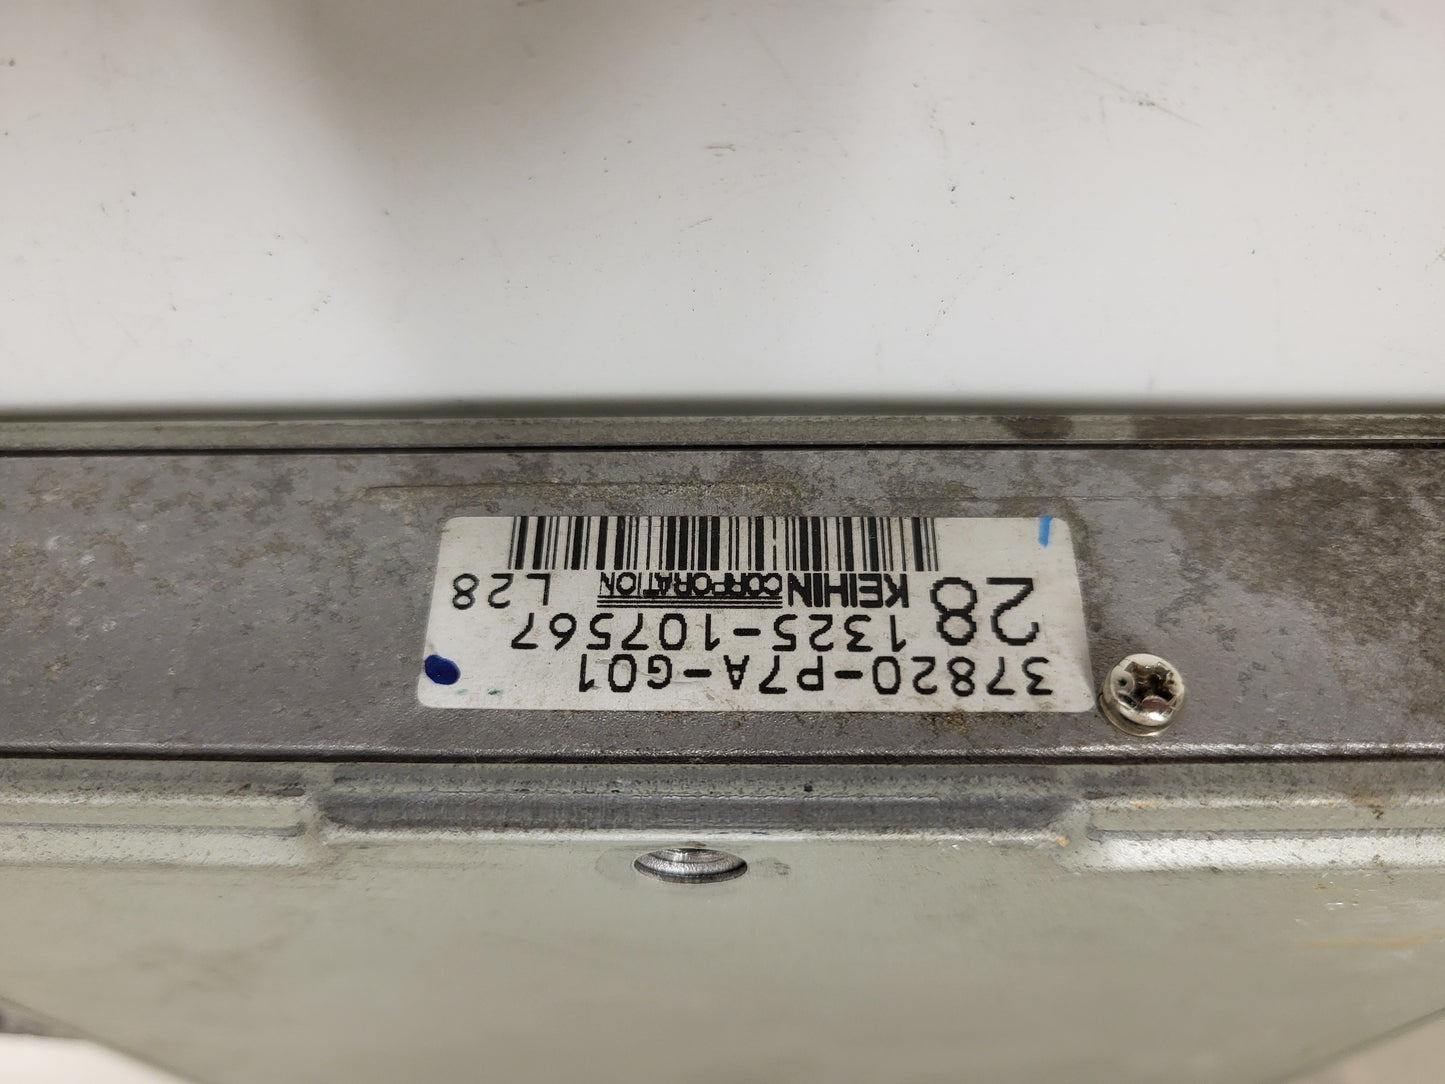 37820-P7A-G01
28 1325-107567
KEIHIN CORPORATION L28